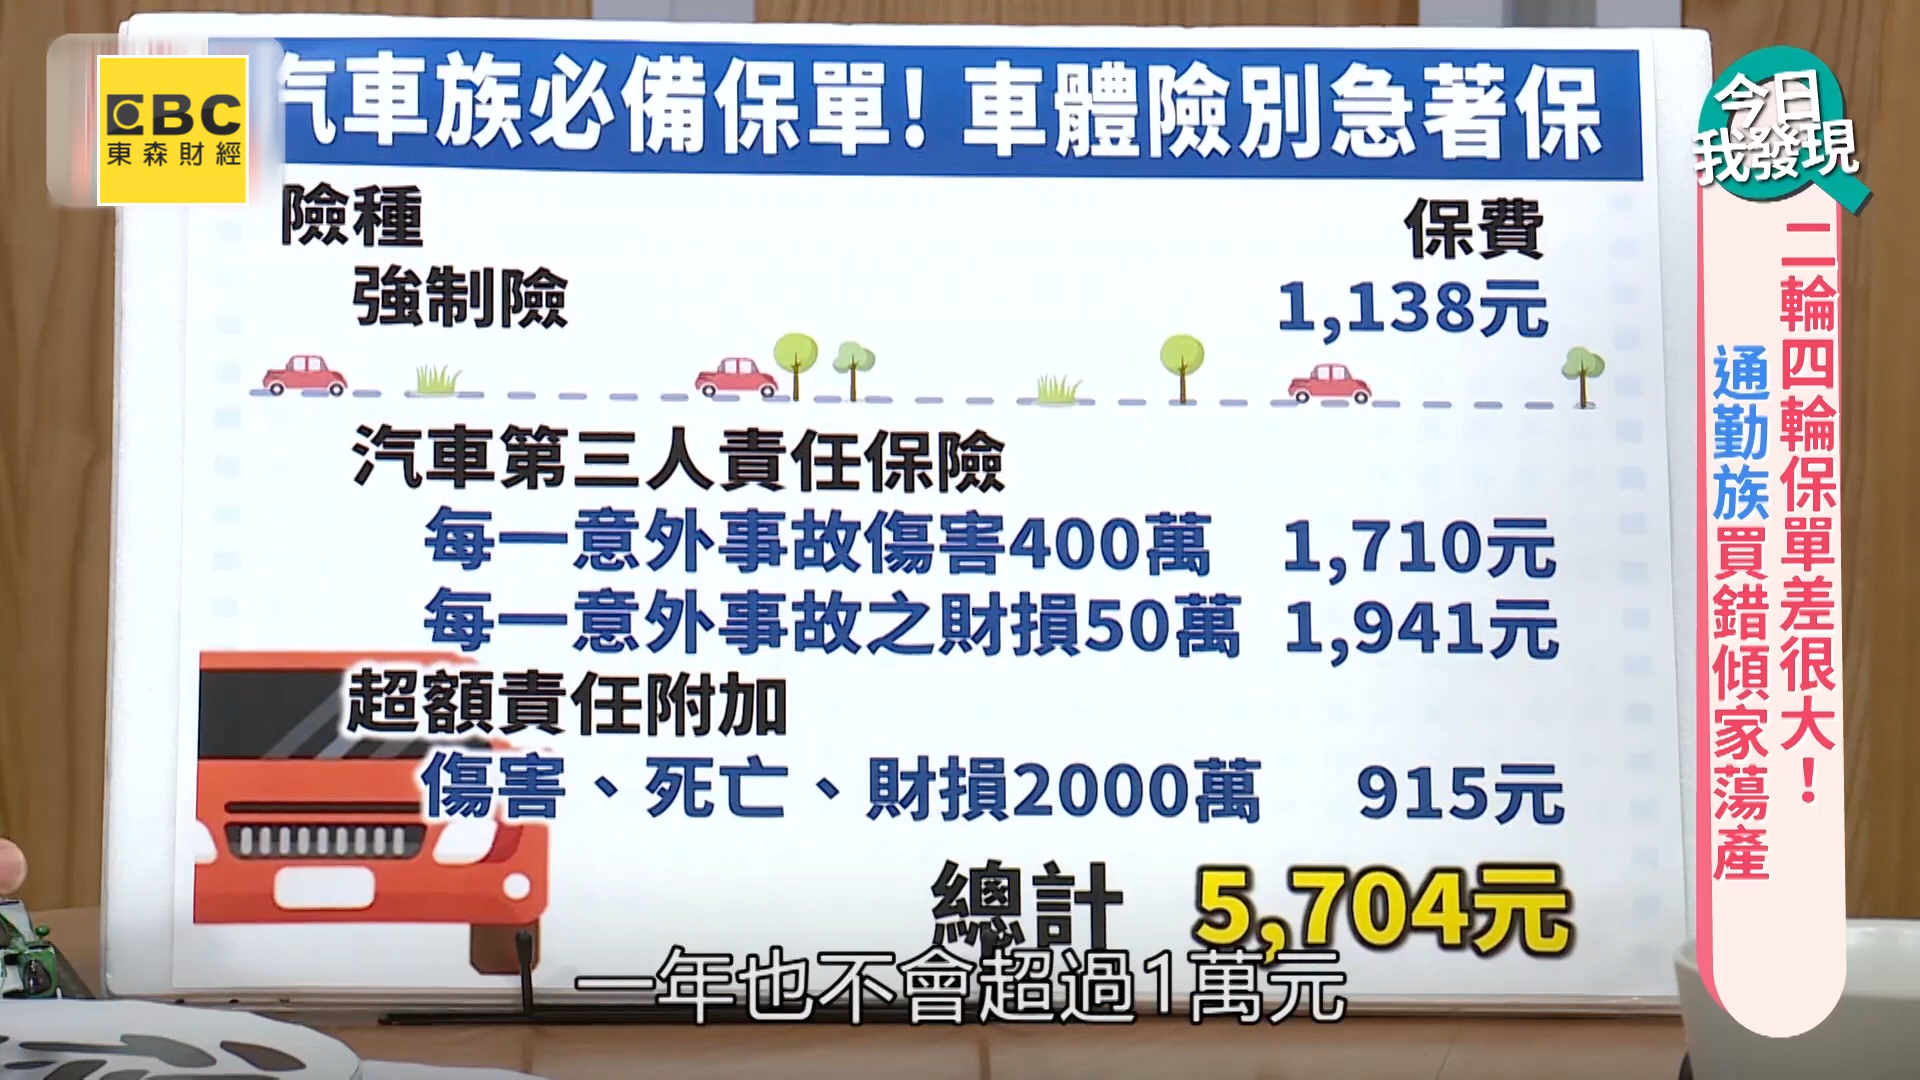 EBC
東森財經
汽車族必備保單！車體險別急著保
險種 保費
強制險 1,138元
汽車第三人責任保險
每一意外事故傷害400萬 1,710元
每一意外事故之財損50萬 1,941元
超額責任附加
傷害、死亡、財損2000萬 915元
總計 5,704元
一年也不會超過1萬元
今日
我發現
二輪四輪保單差很大！
通勤族買錯傾家蕩產